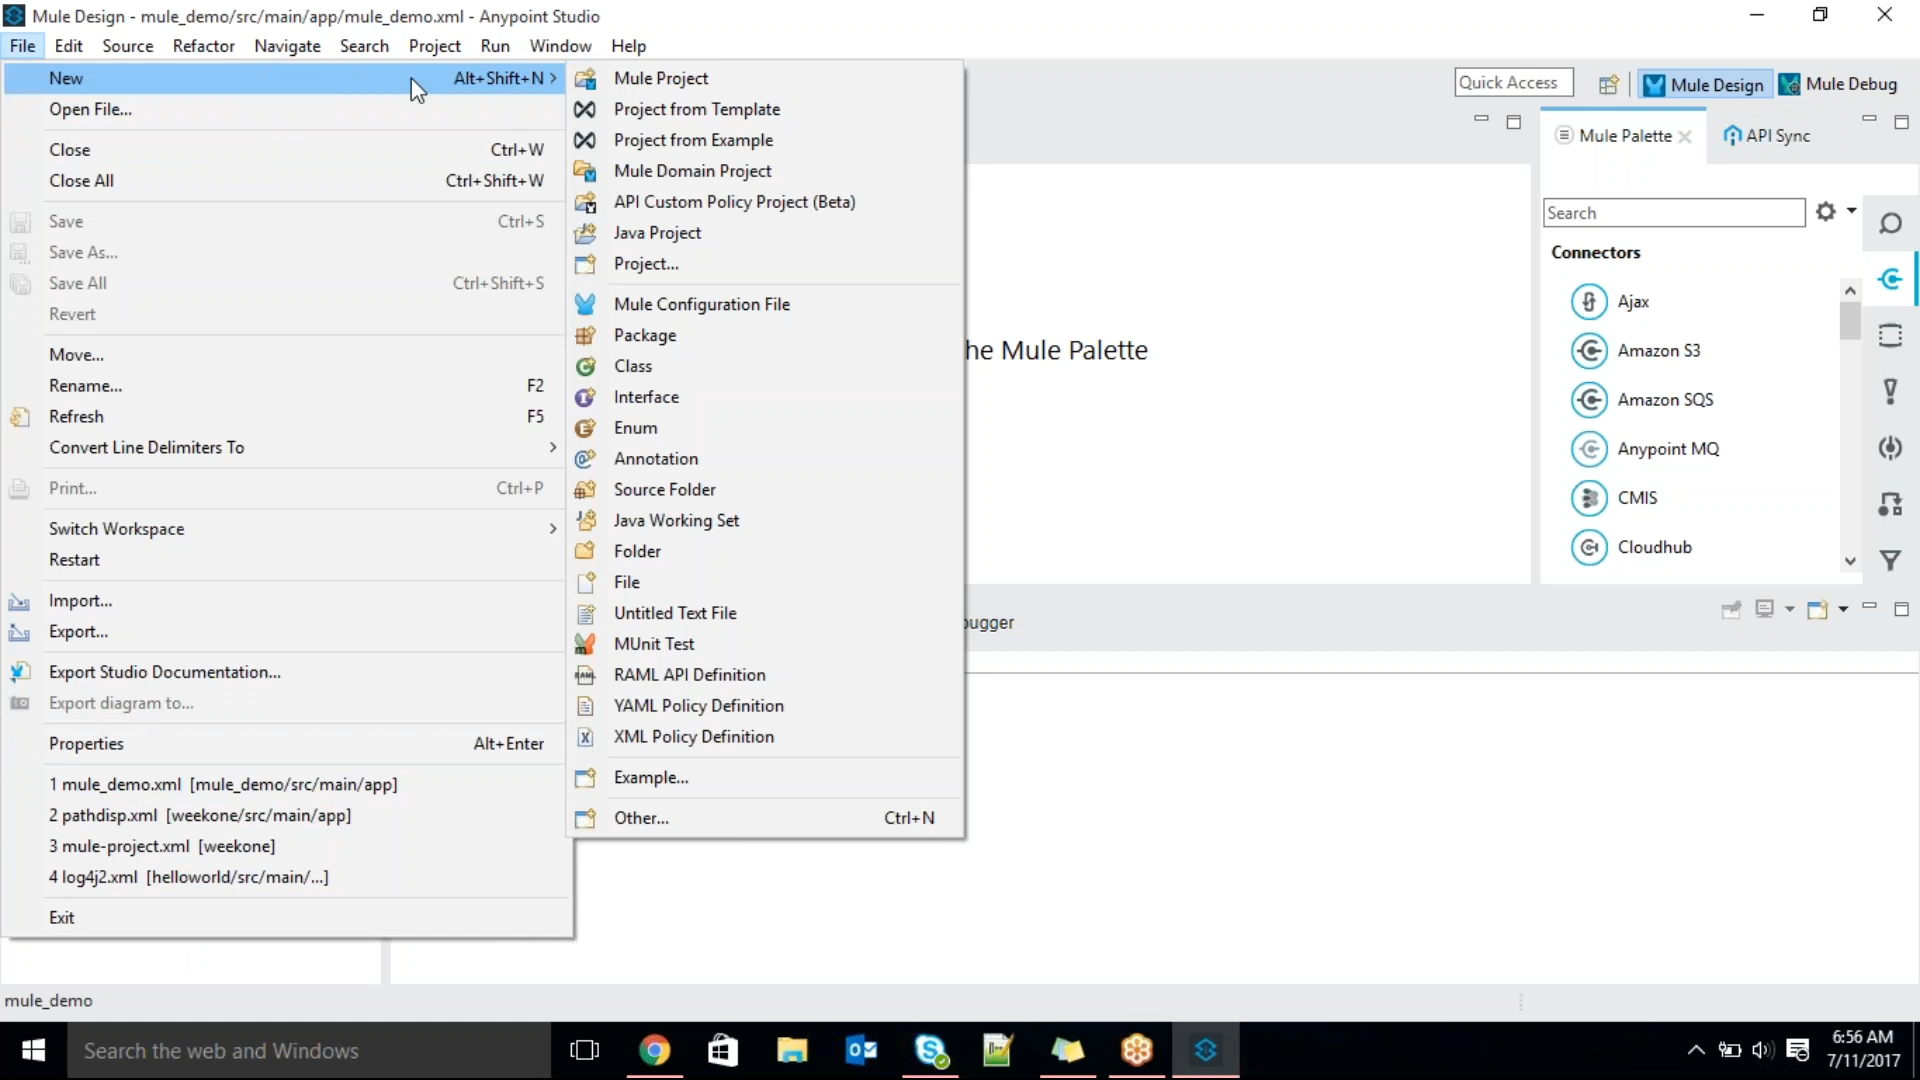 Mule Design - mule_demo/src/main/app/mule_demo.xml - Anypoint Studio
File Edit Source Refactor Navigate Search Project Run Window Help
New Alt+Shift+N
Open File...
Close Ctrl+W
Close All Ctrl+Shift+W
Save Ctrl+S
Save As...
Save All Ctrl+Shift+S
Revert
Move...
Rename... F2
Refresh F5
Convert Line Delimiters To
Print... Ctrl+P
Switch Workspace
Restart
Import...
Export...
Export Studio Documentation...
Export diagram to...
Properties Alt+Enter
1 mule_demo.xml [mule_demo/src/main/app]
2 pathdisp.xml [weekone/src/main/app]
3 mule-project.xml [weekone]
4 log4j2.xml [helloworld/src/main/...]
Exit
Mule Project
Project from Template
Project from Example
Mule Domain Project
API Custom Policy Project (Beta)
Java Project
Project...
Mule Configuration File
Package
Class
Interface
Enum
Annotation
Source Folder
Java Working Set
Folder
File
Untitled Text File
MUnit Test
RAML API Definition
YAML Policy Definition
XML Policy Definition
Example...
Other... Ctrl+N
he Mule Palette
bugger
Quick Access
Mule Design
Mule Debug
Mule Palette
API Sync
Search
Connectors
Ajax
Amazon S3
Amazon SQS
Anypoint MQ
CMIS
Cloudhub
mule_demo
Search the web and Windows
6:56 AM
7/11/2017